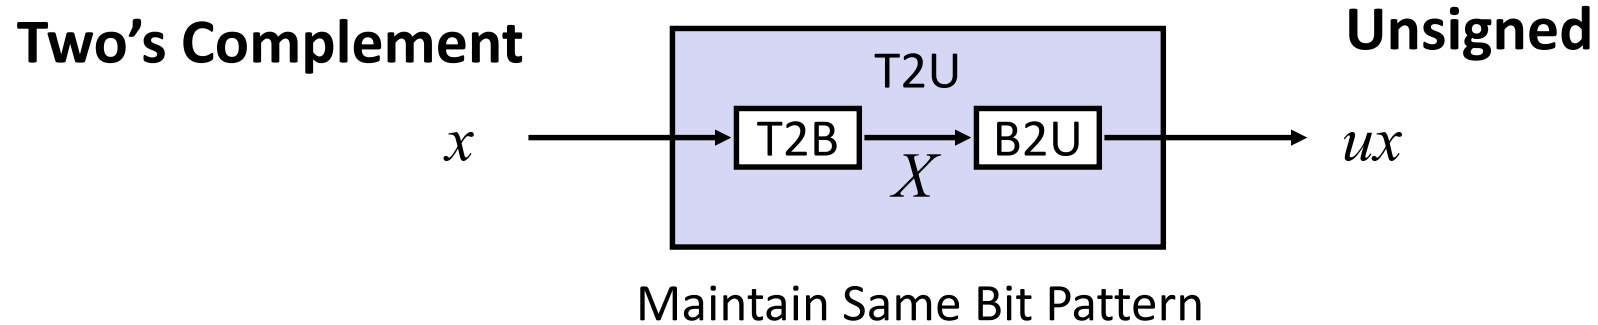 Two's Complement
Unsigned
T2U
x
T2B
X
B2U
ux
Maintain Same Bit Pattern